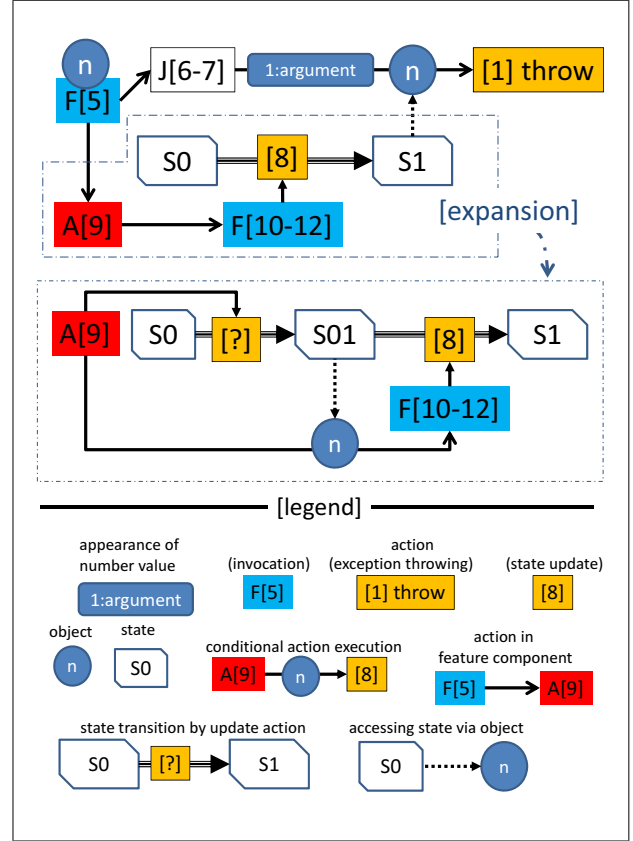 n
F[5]
J[6-7]
1:argument
n
[1] throw
S0
[8]
S1
A[9]
F[10-12]
[expansion]
A[9]
S0
[?]
S01
[8]
S1
F[10-12]
n
[legend]
appearance of
number value
1:argument
(invocation)
F[5]
action
(exception throwing)
[1] throw
(state update)
[8]
object
n
state
S0
conditional action execution
A[9]
n
[8]
action in
feature component
F[5]
A[9]
state transition by update action
S0
[?]
S1
accessing state via object
S0
n